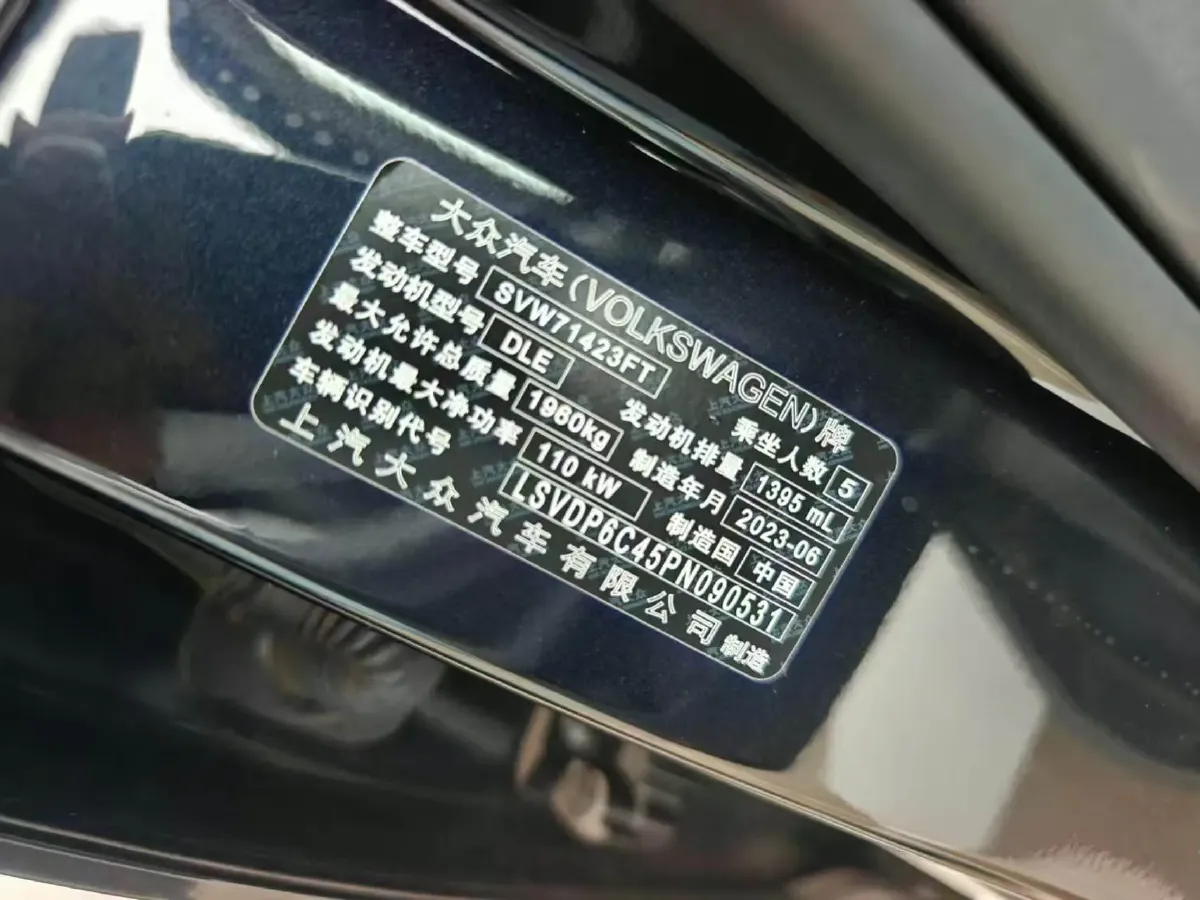 大众汽车(VOLKSWAGEN)牌
整车型号 SVW71423FT 乘坐人数 5
发动机型号 DLE 发动机排量 1395 mL
最大允许总质量 1960kg 制造年月 2023-06
发动机最大净功率 110 kW 制造国 中国
车辆识别代号 LSVDP6C45PN090531
上汽大众汽车有限公司 制造